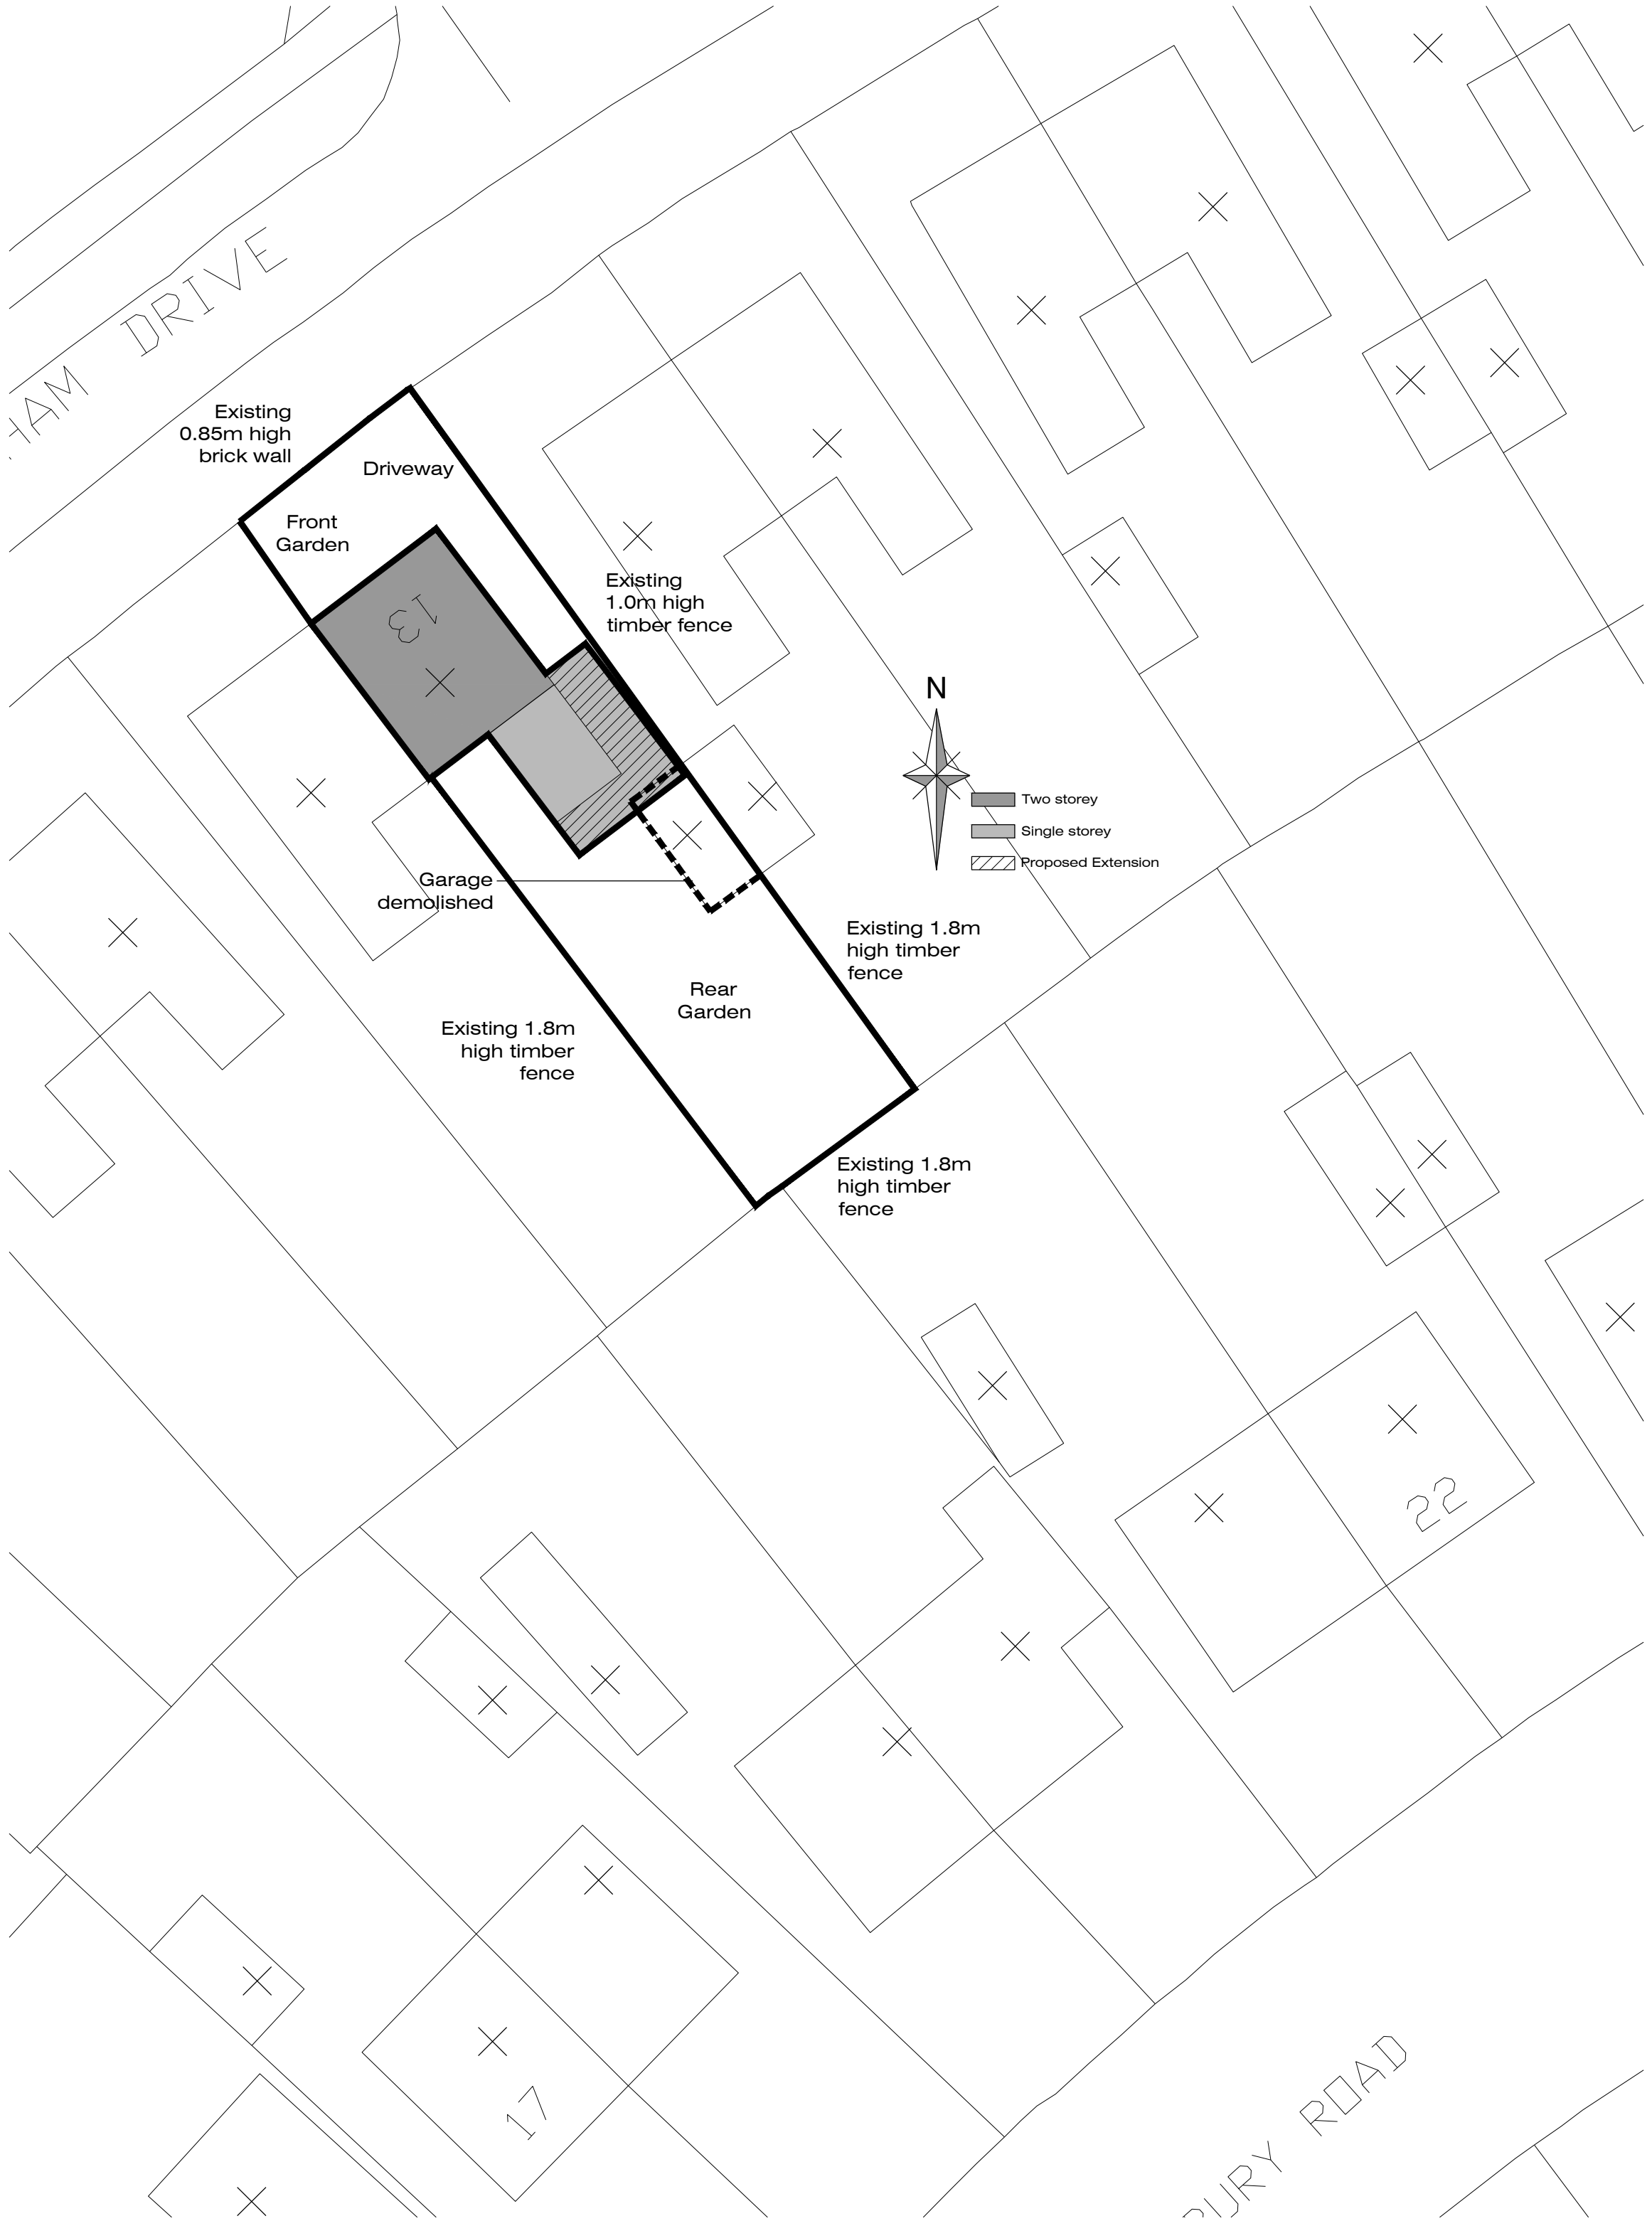 HAM DRIVE
Existing
0.85m high
brick wall
Driveway
Front
Garden
13
Existing
1.0m high
timber fence
N
Two storey
Single storey
Proposed Extension
Garage
demolished
Existing 1.8m
high timber
fence
Rear
Garden
Existing 1.8m
high timber
fence
Existing 1.8m
high timber
fence
22
17
BURY ROAD